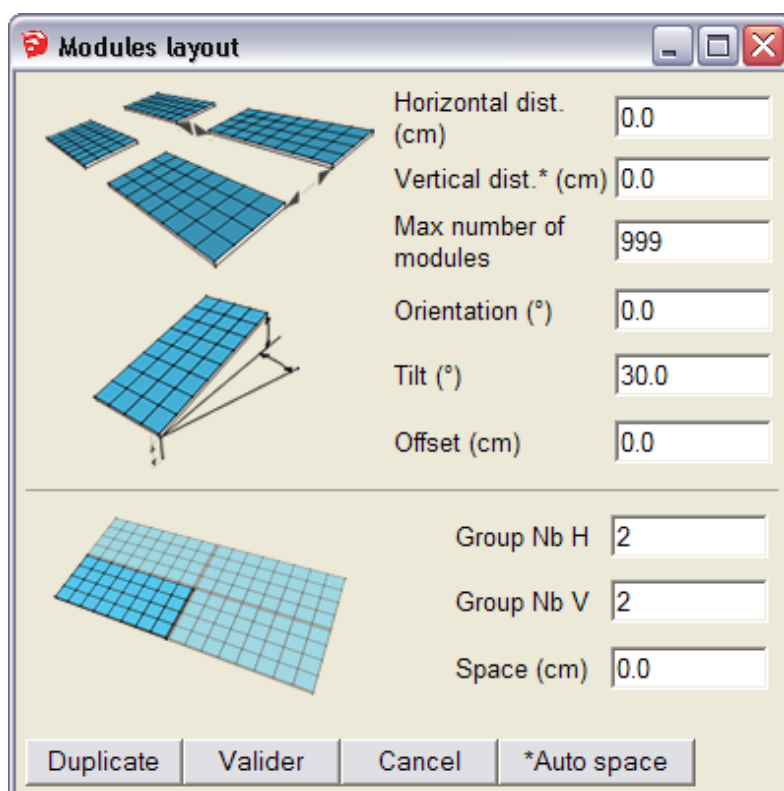 Modules layout
Horizontal dist.
(cm)
0.0
Vertical dist.* (cm)
0.0
Max number of
modules
999
Orientation (°)
0.0
Tilt (°)
30.0
Offset (cm)
0.0
Group Nb H
2
Group Nb V
2
Space (cm)
0.0
Duplicate
Valider
Cancel
*Auto space